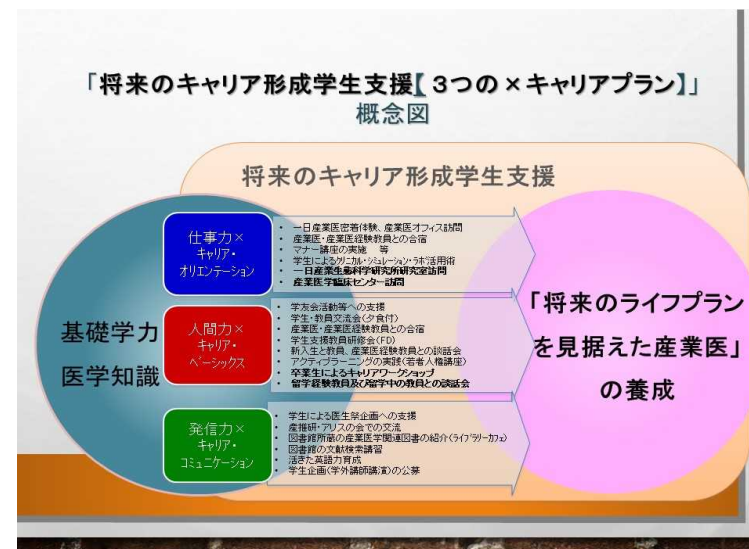 「将来のキャリア形成学生支援【３つの×キャリアプラン】」
概念図
将来のキャリア形成学生支援
基礎学力
医学知識
仕事力×
キャリア・
オリエンテーション
・ 一日産業医密着体験、産業医オフィス訪問
・ 産業医・産業医経験教員との合宿
・ マナー講座の実施　等
・ 学生によるクリニカル・シミュレーション・ラボ活用術
・ 一日産業生態科学研究所研究室訪問
・ 産業医学臨床センター訪問
人間力×
キャリア・
ベーシックス
・ 学友会活動等への支援
・ 学生・教員交流会(夕食付)
・ 産業医・産業医経験教員との合宿
・ 学生支援教員研修会(FD)
・ 新入生と教員、産業医経験教員との談話会
・ アクティブラーニングの実践(若者人権講座)
・ 卒業生によるキャリアワークショップ
・ 留学経験教員及び留学中の教員との談話会
発信力×
キャリア・
コミュニケーション
・ 学生による医生祭企画への支援
・ 産推研・アリスの会での交流
・ 図書館所蔵の産業医学関連図書の紹介(ライブラリーカフェ)
・ 図書館の文献検索講習
・ 活きた英語力育成
・ 学生企画(学外講師講演)の公募
「将来のライフプラン
を見据えた産業医」
の養成